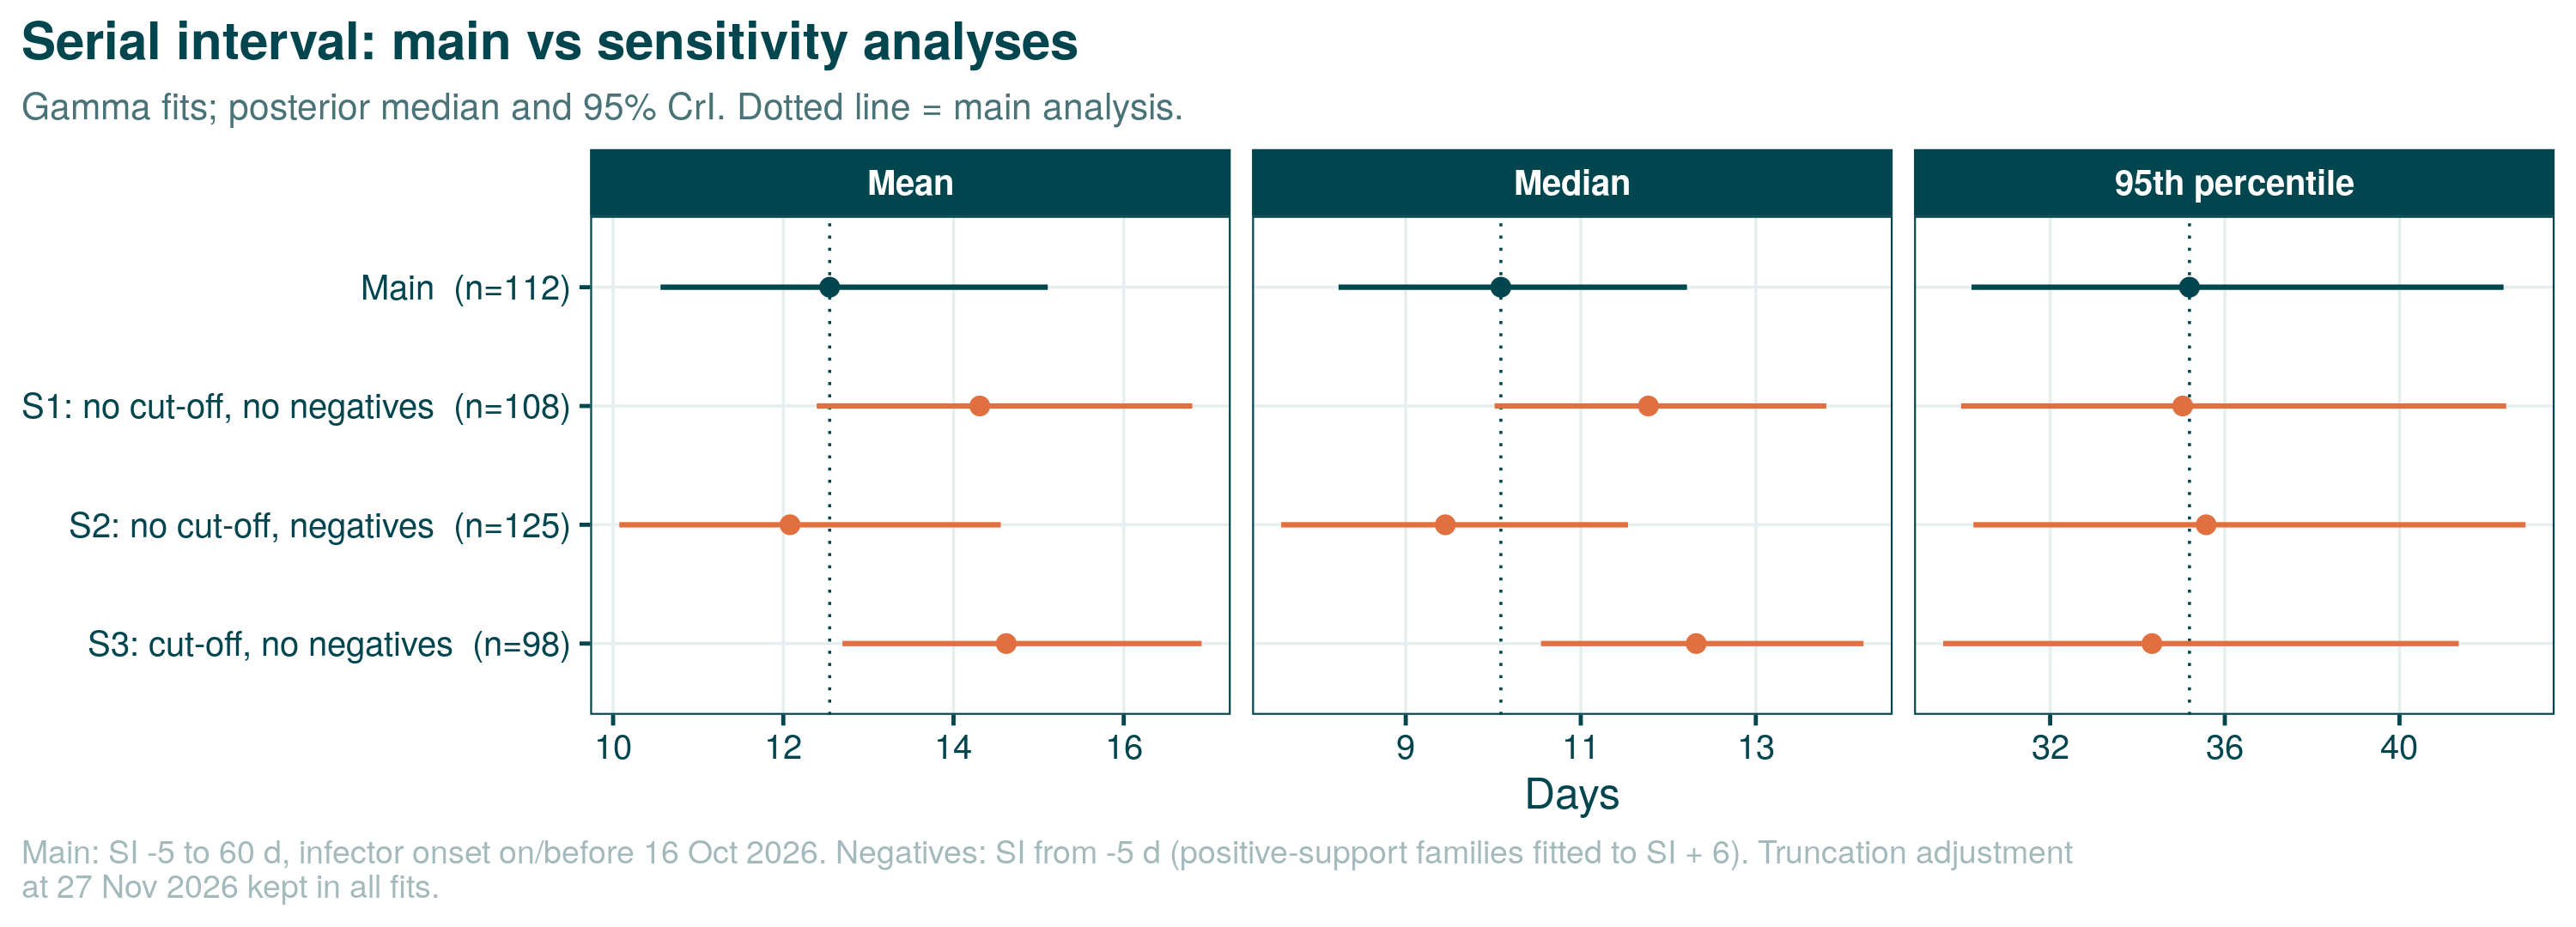 Serial interval: main vs sensitivity analyses
Gamma fits; posterior median and 95% CrI. Dotted line = main analysis.
Mean
Median
95th percentile
Main (n=112)
S1: no cut-off, no negatives (n=108)
S2: no cut-off, negatives (n=125)
S3: cut-off, no negatives (n=98)
10 12 14 16
9 11 13
32 36 40
Days
Main: SI -5 to 60 d, infector onset on/before 16 Oct 2026. Negatives: SI from -5 d (positive-support families fitted to SI + 6). Truncation adjustment
at 27 Nov 2026 kept in all fits.